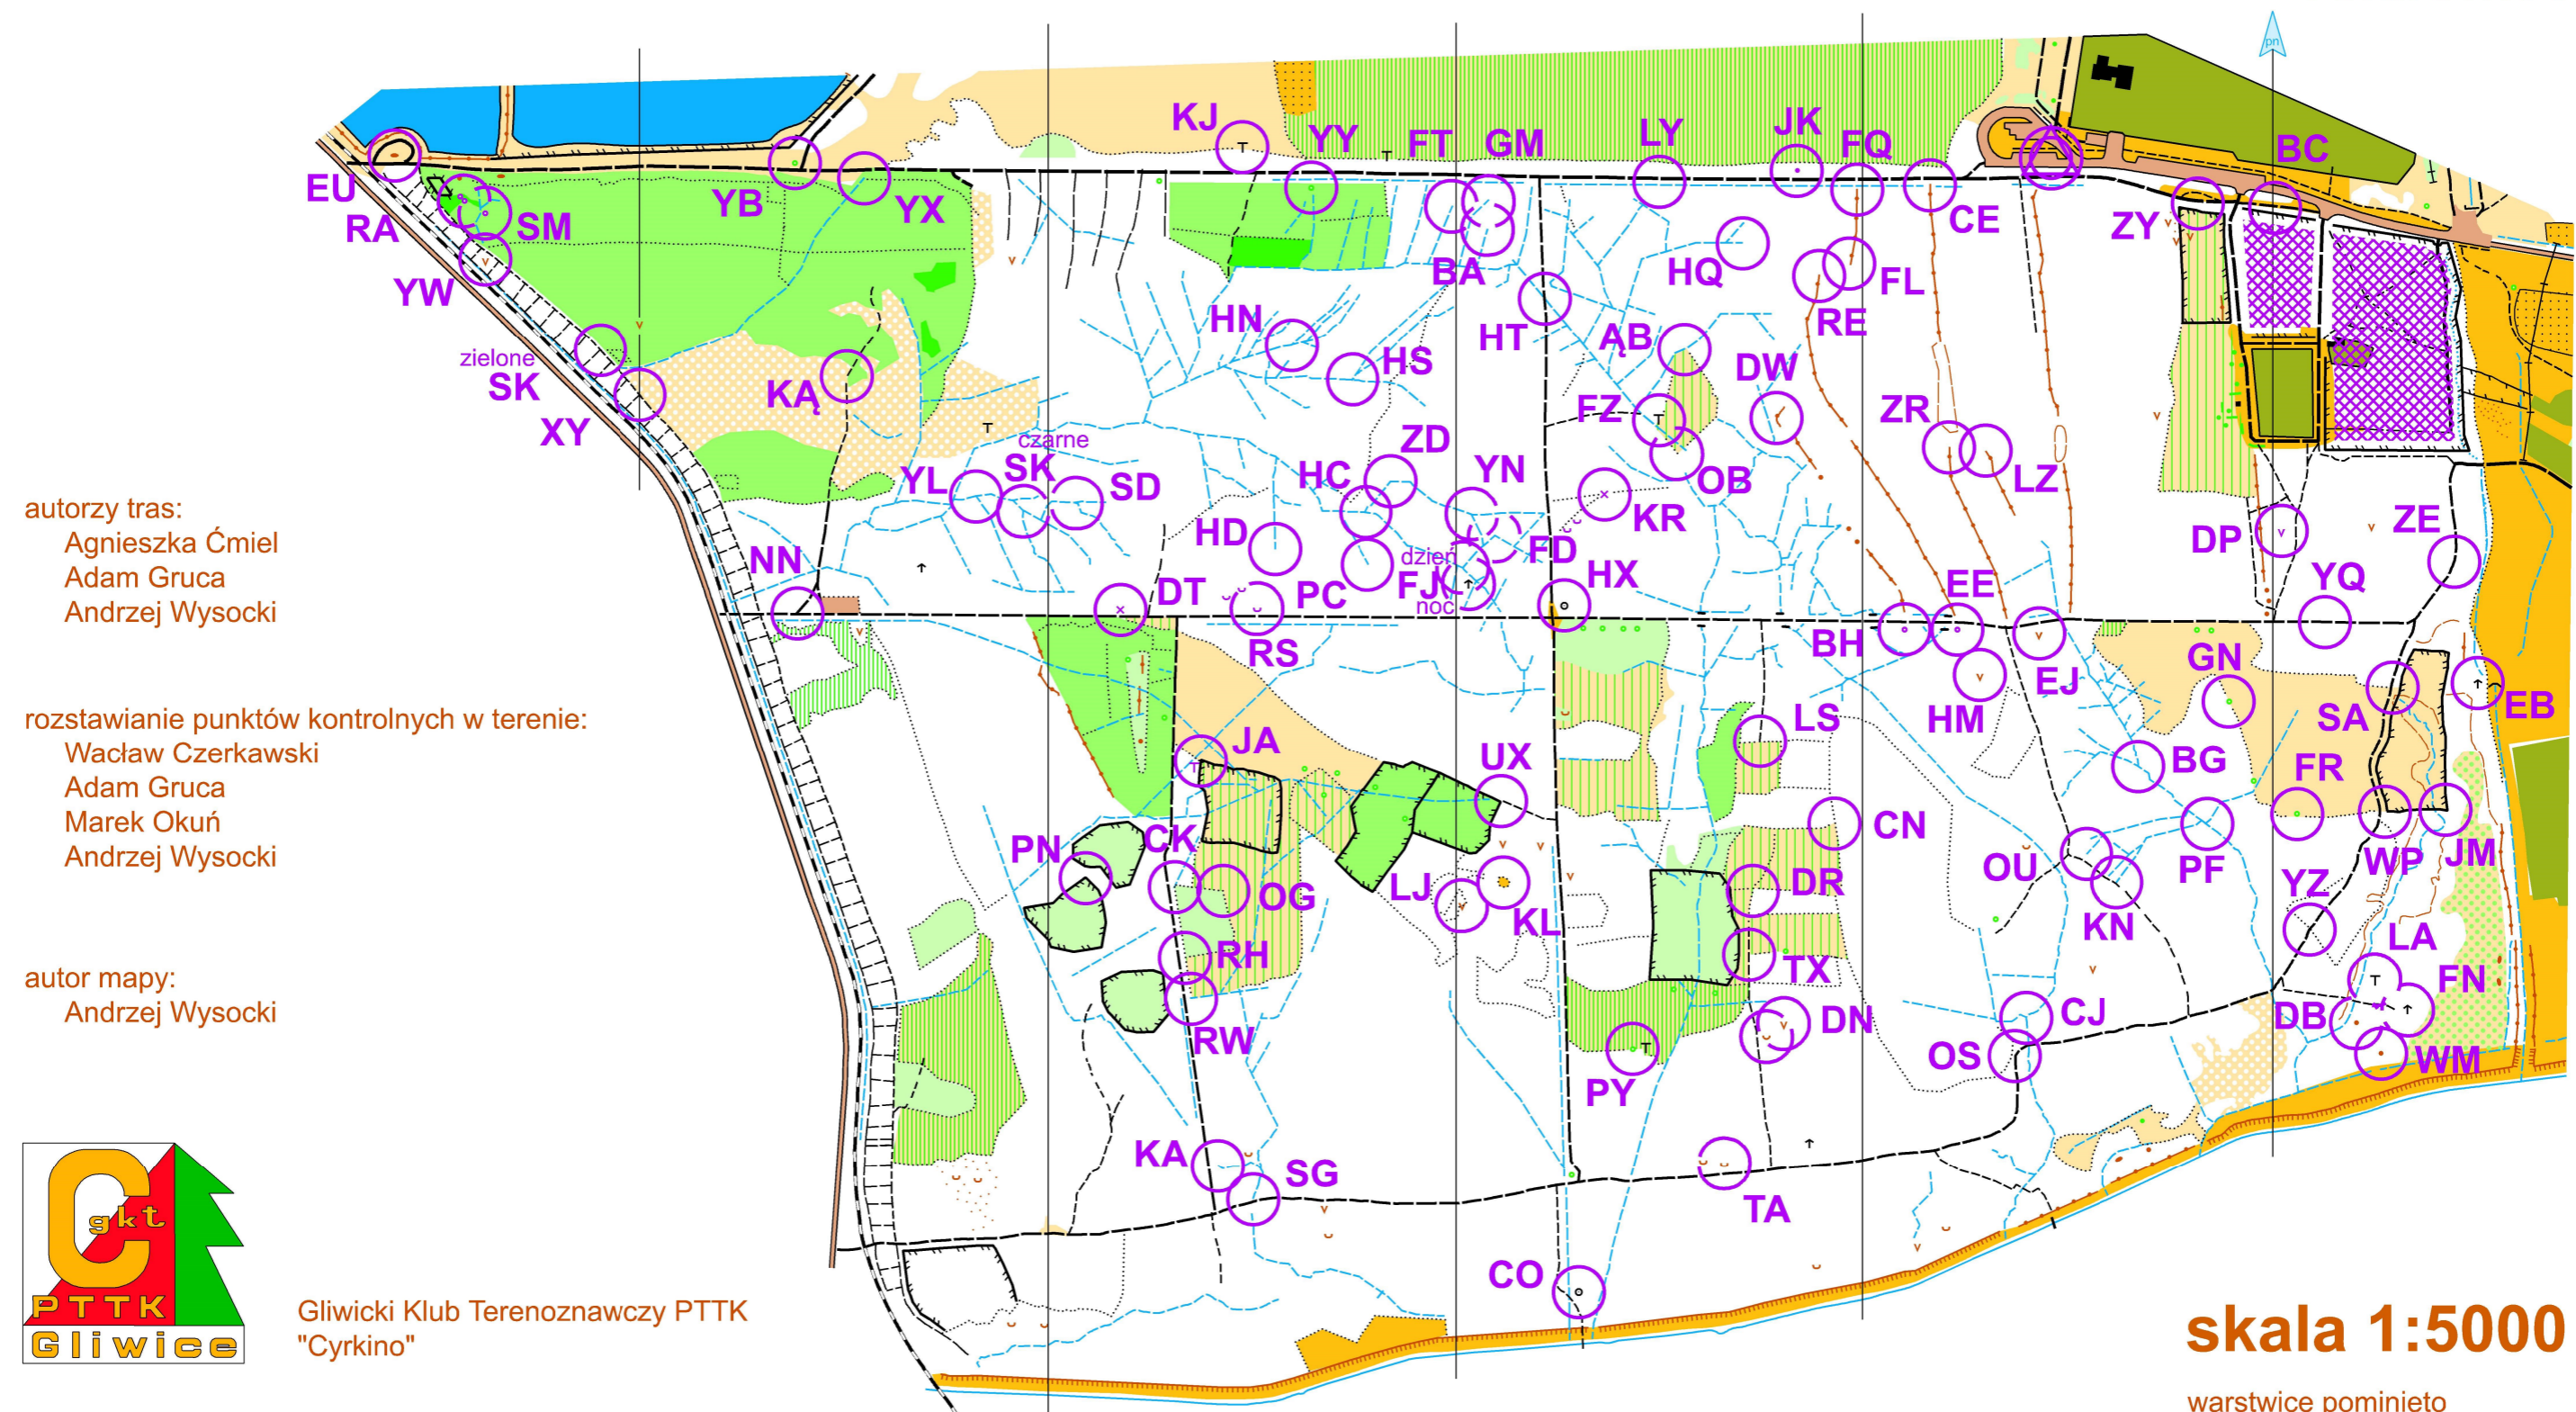 pn
KJ
YY
FT
GM
LY
JK
FQ
BC
EU
RA
SM
YB
YX
CE
ZY
YW
BA
HQ
FL
HN
HT
ĄB
RE
zielone
SK
HS
DW
XY
KĄ
FZ
ZR
czarne
SK
ZD
YL
SD
HC
YN
OB
LZ
autorzy tras:
Agnieszka Ćmiel
Adam Gruca
Andrzej Wysocki
KR
ZE
HD
FD
DP
NN
dzień
FJ
noc
HX
EE
YQ
DT
PC
RS
BH
EJ
GN
rozstawianie punktów kontrolnych w terenie:
Wacław Czerkawski
Adam Gruca
Marek Okuń
Andrzej Wysocki
HM
SA
EB
LS
JA
UX
BG
FR
CN
PN
CK
OŬ
PF
WP
JM
LJ
DR
YZ
OG
KL
KN
LA
RH
TX
FN
autor mapy:
Andrzej Wysocki
RW
DN
CJ
DB
OS
WM
PY
KA
SG
TA
CO
C gkt
PTTK
Gliwice
Gliwicki Klub Terenoznawczy PTTK
"Cyrkino"
skala 1:5000
warstwice pominięto